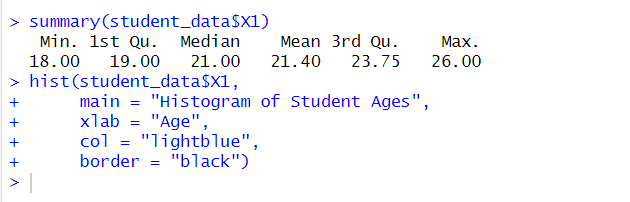 > summary(student_data$X1)
   Min. 1st Qu.  Median    Mean 3rd Qu.    Max.
  18.00   19.00   21.00   21.40   23.75   26.00
> hist(student_data$X1,
+      main = "Histogram of Student Ages",
+      xlab = "Age",
+      col = "lightblue",
+      border = "black")
>